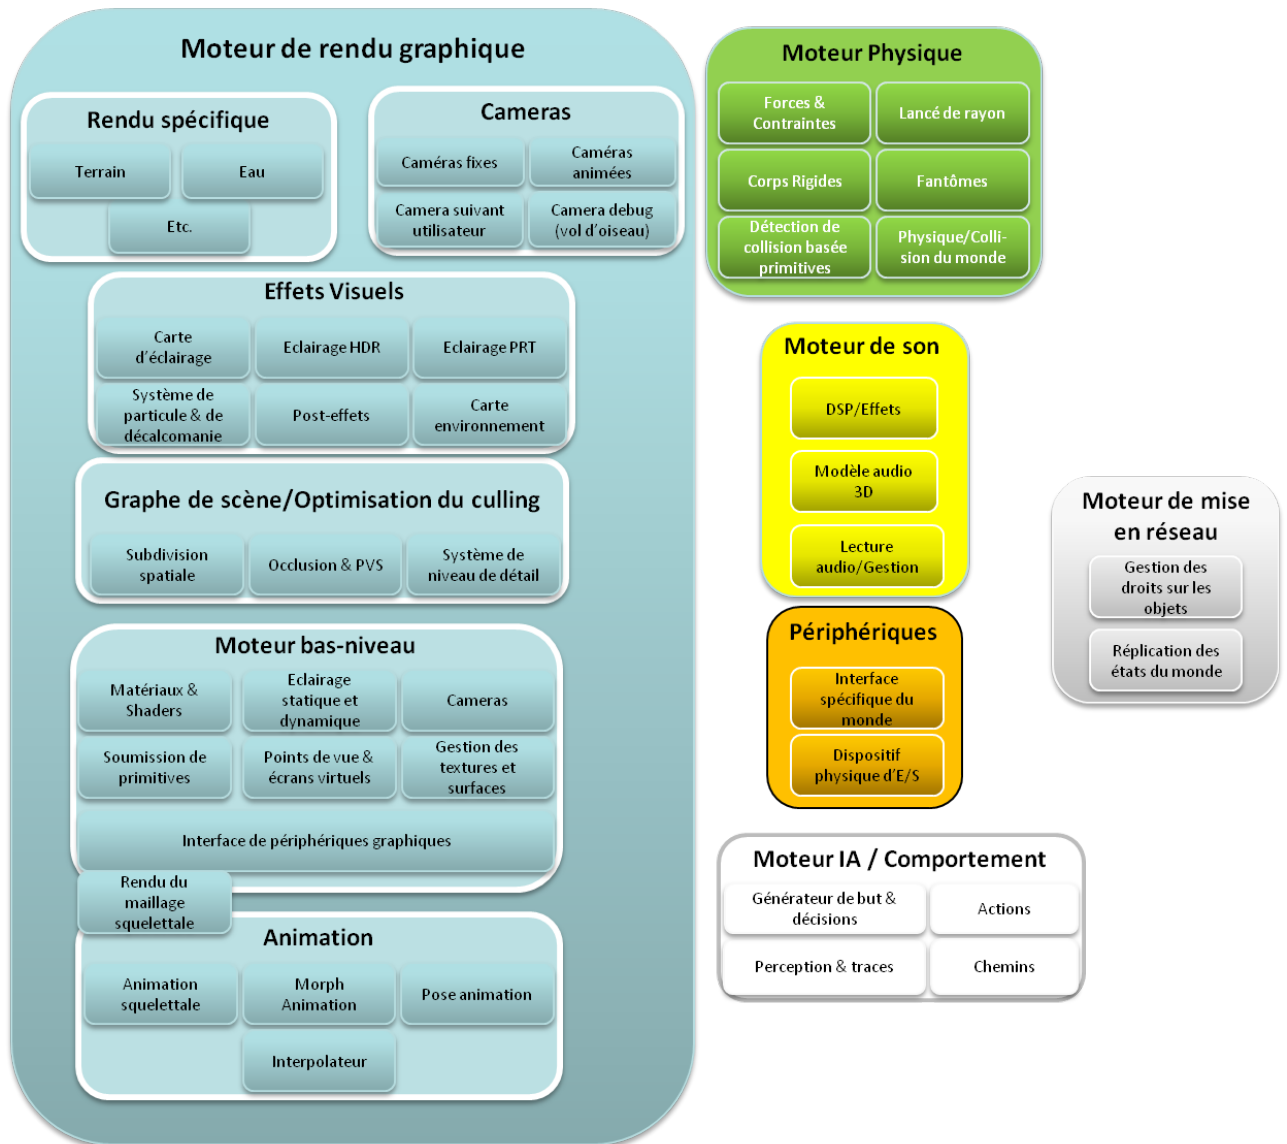 Moteur de rendu graphique
Rendu spécifique
Terrain
Eau
Etc.
Cameras
Caméras fixes
Caméras
animées
Camera suivant
utilisateur
Camera debug
(vol d'oiseau)
Effets Visuels
Carte
d'éclairage
Eclairage HDR
Eclairage PRT
Système de
particule & de
décalcomanie
Post-effets
Carte
environnement
Graphe de scène/Optimisation du culling
Subdivision
spatiale
Occlusion & PVS
Système de
niveau de détail
Moteur bas-niveau
Matériaux &
Shaders
Eclairage
statique et
dynamique
Cameras
Soumission de
primitives
Points de vue &
écrans virtuels
Gestion des
textures et
surfaces
Interface de périphériques graphiques
Rendu du
maillage
squelettale
Animation
Animation
squelettale
Morph
Animation
Pose animation
Interpolateur
Moteur Physique
Forces &
Contraintes
Lancé de rayon
Corps Rigides
Fantômes
Détection de
collision basée
primitives
Physique/Colli-
sion du monde
Moteur de son
DSP/Effets
Modèle audio
3D
Lecture
audio/Gestion
Périphériques
Interface
spécifique du
monde
Dispositif
physique d'E/S
Moteur IA / Comportement
Générateur de but &
décisions
Actions
Perception & traces
Chemins
Moteur de mise
en réseau
Gestion des
droits sur les
objets
Réplication des
états du monde